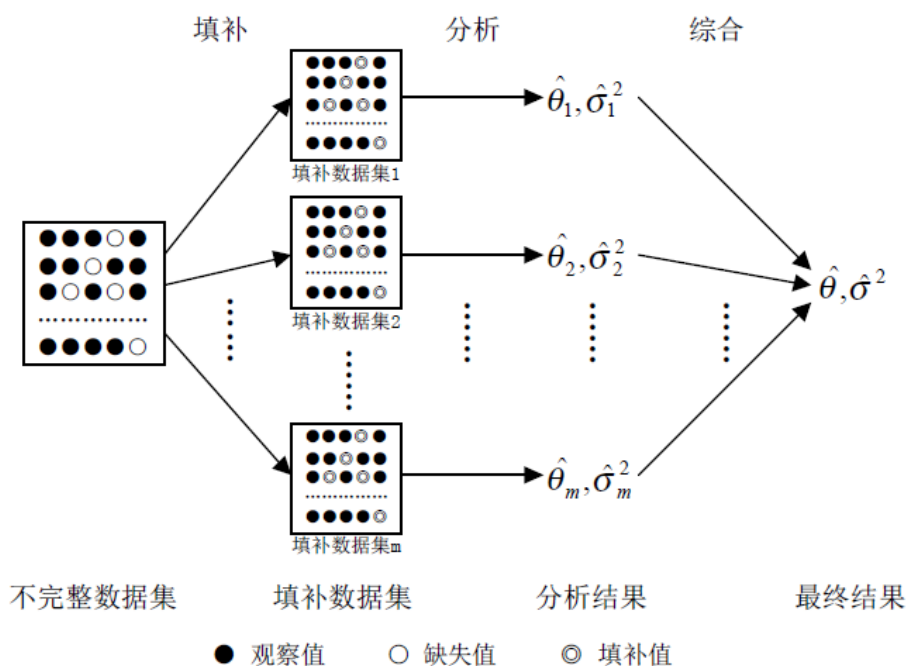 填补 分析 综合
填补数据集1
θ̂₁,σ̂₁²
填补数据集2
θ̂₂,σ̂₂²
θ̂,σ̂²
填补数据集m
θ̂ₘ,σ̂ₘ²
不完整数据集 填补数据集 分析结果 最终结果
● 观察值 ○ 缺失值 ◎ 填补值